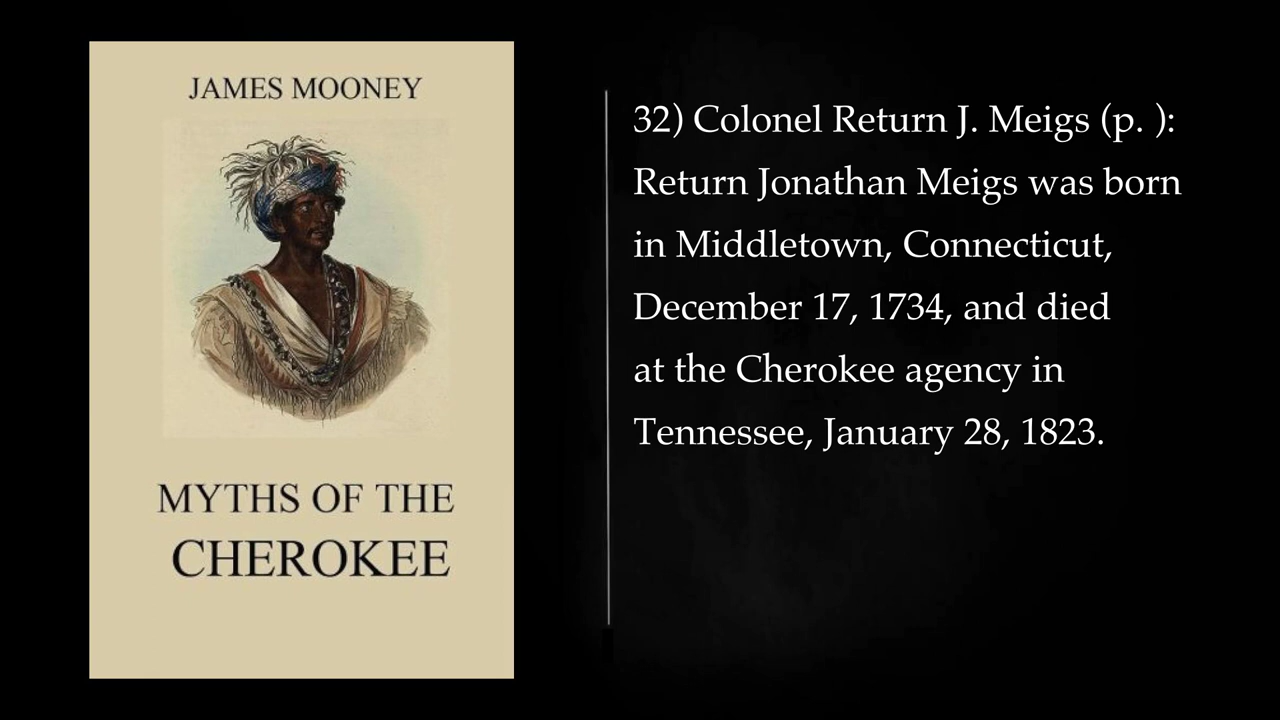 JAMES MOONEY
MYTHS OF THE
CHEROKEE
32) Colonel Return J. Meigs (p. ):
Return Jonathan Meigs was born
in Middletown, Connecticut,
December 17, 1734, and died
at the Cherokee agency in
Tennessee, January 28, 1823.